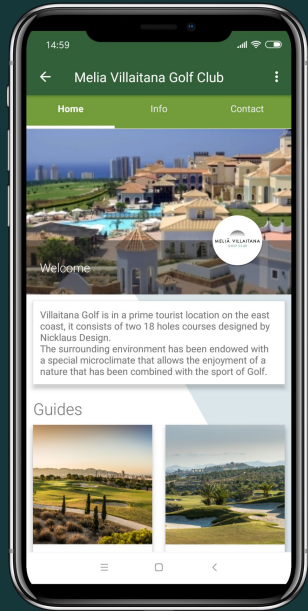 14:59
Melia Villaitana Golf Club
Home Info Contact
MELIÃ VILLAITANA
Golf Club
Welcome
Villaitana Golf is in a prime tourist location on the east
coast, it consists of two 18 holes courses designed by
Nicklaus Design.
The surrounding environment has been endowed with
a special microclimate that allows the enjoyment of a
nature that has been combined with the sport of Golf.
Guides